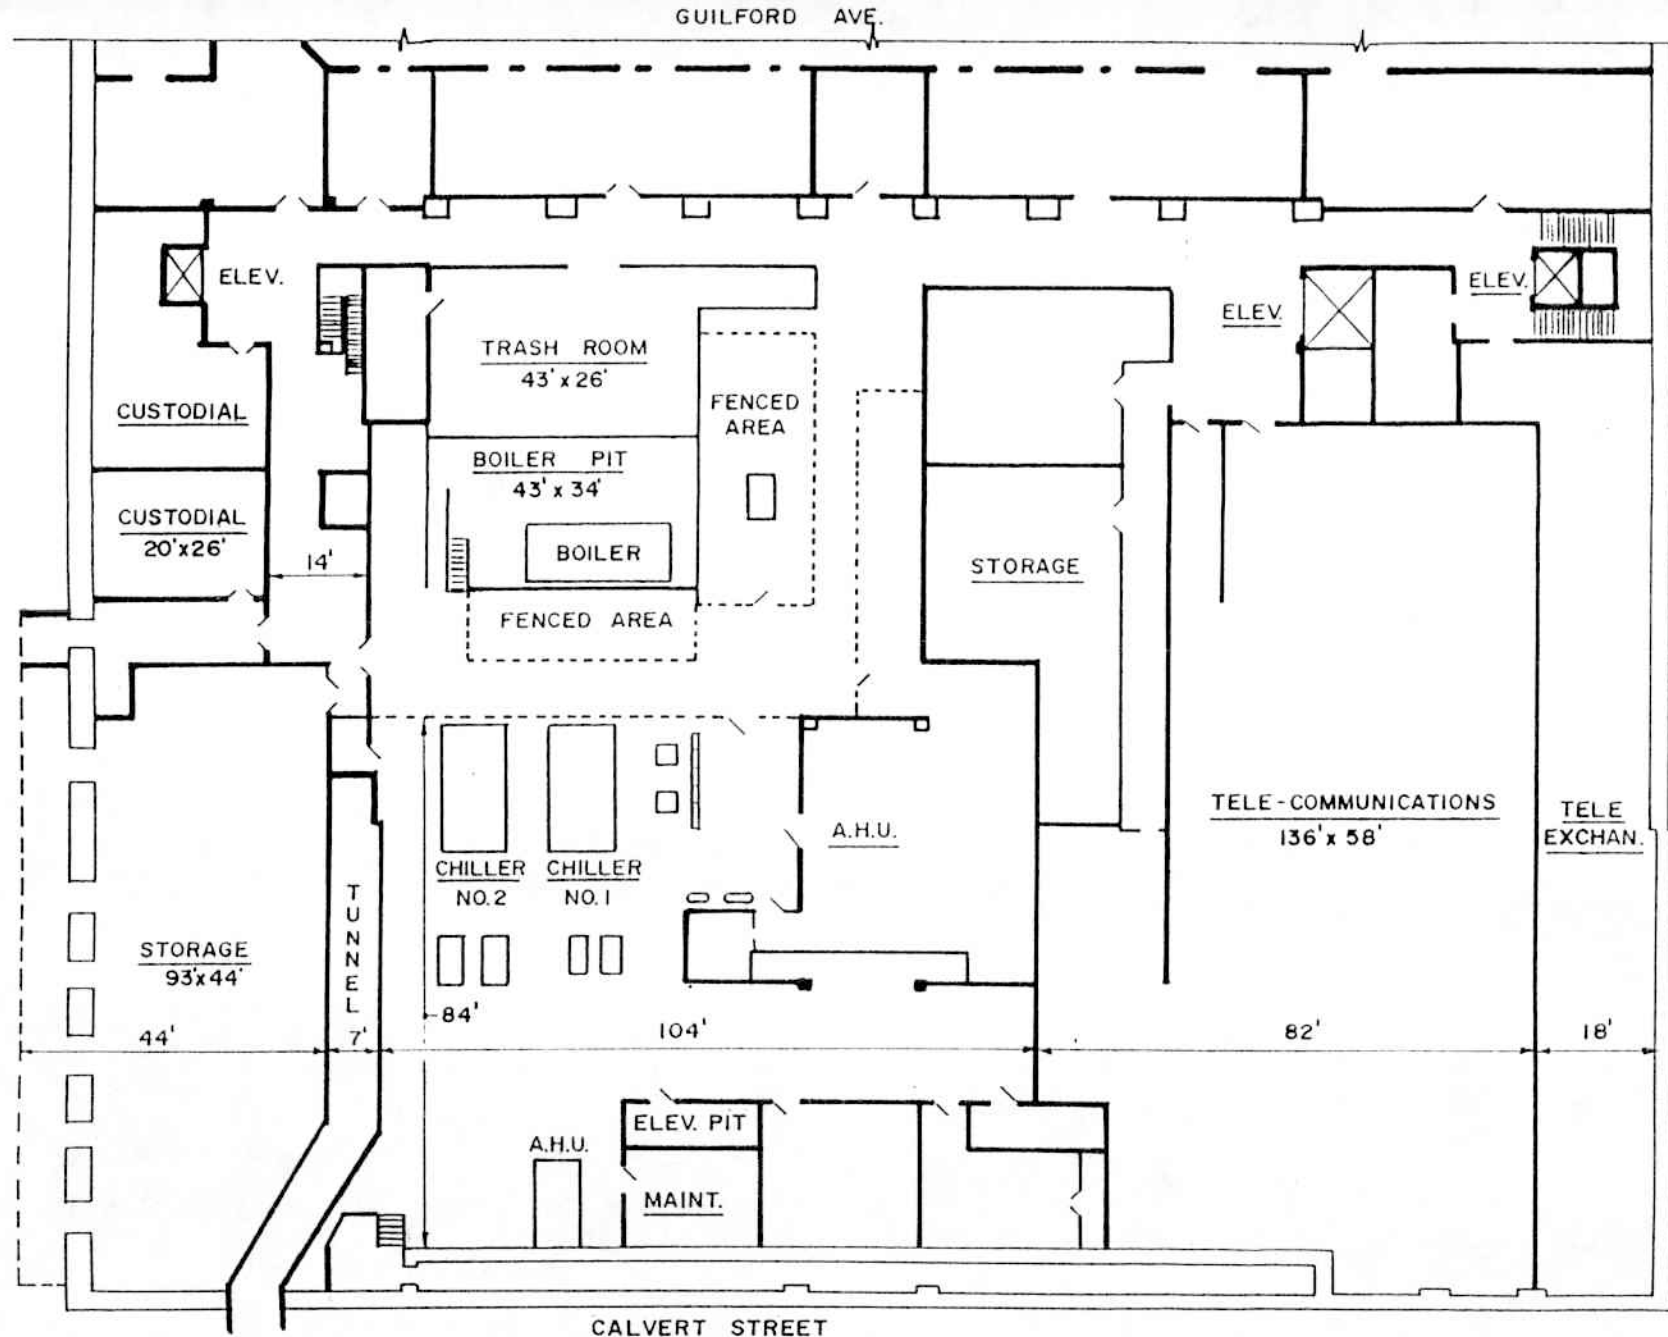 GUILFORD AVE.
ELEV.
ELEV.
ELEV.
TRASH ROOM
43' x 26'
FENCED
AREA
CUSTODIAL
BOILER PIT
43' x 34'
CUSTODIAL
20'x26'
14'
BOILER
STORAGE
FENCED AREA
TELE-COMMUNICATIONS
136' x 58'
TELE
EXCHAN.
A.H.U.
CHILLER
NO. 2
CHILLER
NO. 1
TUNNEL
STORAGE
93'x44'
84'
44'
7'
104'
82'
18'
ELEV. PIT
A.H.U.
MAINT.
CALVERT STREET